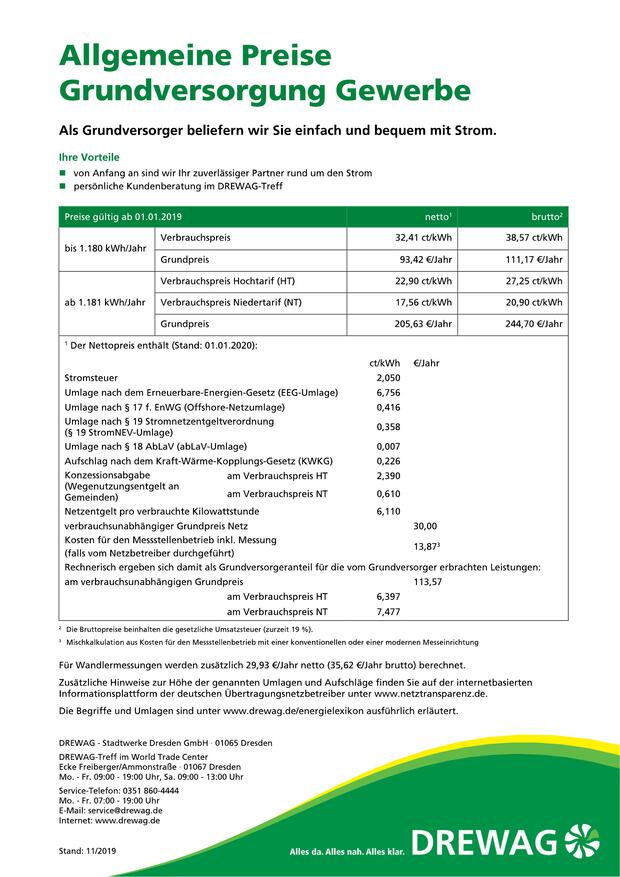 Allgemeine Preise
Grundversorgung Gewerbe
Als Grundversorger beliefern wir Sie einfach und bequem mit Strom.
Ihre Vorteile
■ von Anfang an sind wir Ihr zuverlässiger Partner rund um den Strom
■ persönliche Kundenberatung im DREWAG-Treff
Preise gültig ab 01.01.2019 netto¹ brutto²
bis 1.180 kWh/Jahr Verbrauchspreis 32,41 ct/kWh 38,57 ct/kWh
Grundpreis 93,42 €/Jahr 111,17 €/Jahr
ab 1.181 kWh/Jahr Verbrauchspreis Hochtarif (HT) 22,90 ct/kWh 27,25 ct/kWh
Verbrauchspreis Niedertarif (NT) 17,56 ct/kWh 20,90 ct/kWh
Grundpreis 205,63 €/Jahr 244,70 €/Jahr
¹ Der Nettopreis enthält (Stand: 01.01.2020):
ct/kWh €/Jahr
Stromsteuer 2,050
Umlage nach dem Erneuerbare-Energien-Gesetz (EEG-Umlage) 6,756
Umlage nach § 17 f. EnWG (Offshore-Netzumlage) 0,416
Umlage nach § 19 Stromnetzentgeltverordnung
(§ 19 StromNEV-Umlage) 0,358
Umlage nach § 18 AbLaV (abLaV-Umlage) 0,007
Aufschlag nach dem Kraft-Wärme-Kopplungs-Gesetz (KWKG) 0,226
Konzessionsabgabe am Verbrauchspreis HT 2,390
(Wegenutzungsentgelt an
Gemeinden) am Verbrauchspreis NT 0,610
Netzentgelt pro verbrauchte Kilowattstunde 6,110
verbrauchsunabhängiger Grundpreis Netz 30,00
Kosten für den Messstellenbetrieb inkl. Messung
(falls vom Netzbetreiber durchgeführt) 13,87³
Rechnerisch ergeben sich damit als Grundversorgeranteil für die vom Grundversorger erbrachten Leistungen:
am verbrauchsunabhängigen Grundpreis 113,57
am Verbrauchspreis HT 6,397
am Verbrauchspreis NT 7,477
² Die Bruttopreise beinhalten die gesetzliche Umsatzsteuer (zurzeit 19 %).
³ Mischkalkulation aus Kosten für den Messstellenbetrieb mit einer konventionellen oder einer modernen Messeinrichtung
Für Wandlermessungen werden zusätzlich 29,93 €/Jahr netto (35,62 €/Jahr brutto) berechnet.
Zusätzliche Hinweise zur Höhe der genannten Umlagen und Aufschläge finden Sie auf der internetbasierten
Informationsplattform der deutschen Übertragungsnetzbetreiber unter www.netztransparenz.de.
Die Begriffe und Umlagen sind unter www.drewag.de/energielexikon ausführlich erläutert.
DREWAG - Stadtwerke Dresden GmbH · 01065 Dresden
DREWAG-Treff im World Trade Center
Ecke Freiberger/Ammonstraße · 01067 Dresden
Mo. - Fr. 09:00 - 19:00 Uhr, Sa. 09:00 - 13:00 Uhr
Service-Telefon: 0351 860-4444
Mo. - Fr. 07:00 - 19:00 Uhr
E-Mail: service@drewag.de
Internet: www.drewag.de
Stand: 11/2019
Alles da. Alles nah. Alles klar. DREWAG